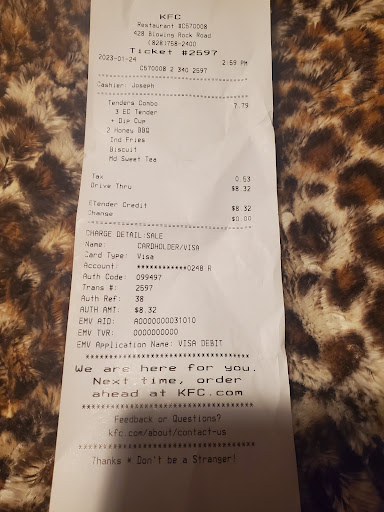 KFC
Restaurant #C570008
428 Blowing Rock Road
(828)758-2400
Ticket #2597
2023-01-24 2:59 PM
C570008 2 340 2597
Cashier: Joseph
Tenders Combo 7.79
3 EC Tender
+ Dip Cup
2 Honey BBQ
Ind Fries
Biscuit
Md Sweet Tea
Tax 0.53
Drive Thru $8.32
ETender Credit $8.32
Change $0.00
CHARGE DETAIL:SALE
Name: CARDHOLDER/VISA
Card Type: Visa
Account: ************0248 R
Auth Code: 099497
Trans #: 2597
Auth Ref: 38
AUTH AMT: $8.32
EMV AID: A0000000031010
EMV TVR: 0000000000
EMV Application Name: VISA DEBIT
***********************************
We are here for you.
Next time, order
ahead at KFC.com
***********************************
Feedback or Questions?
kfc.com/about/contact-us
***********************************
Thanks * Don't be a Stranger!